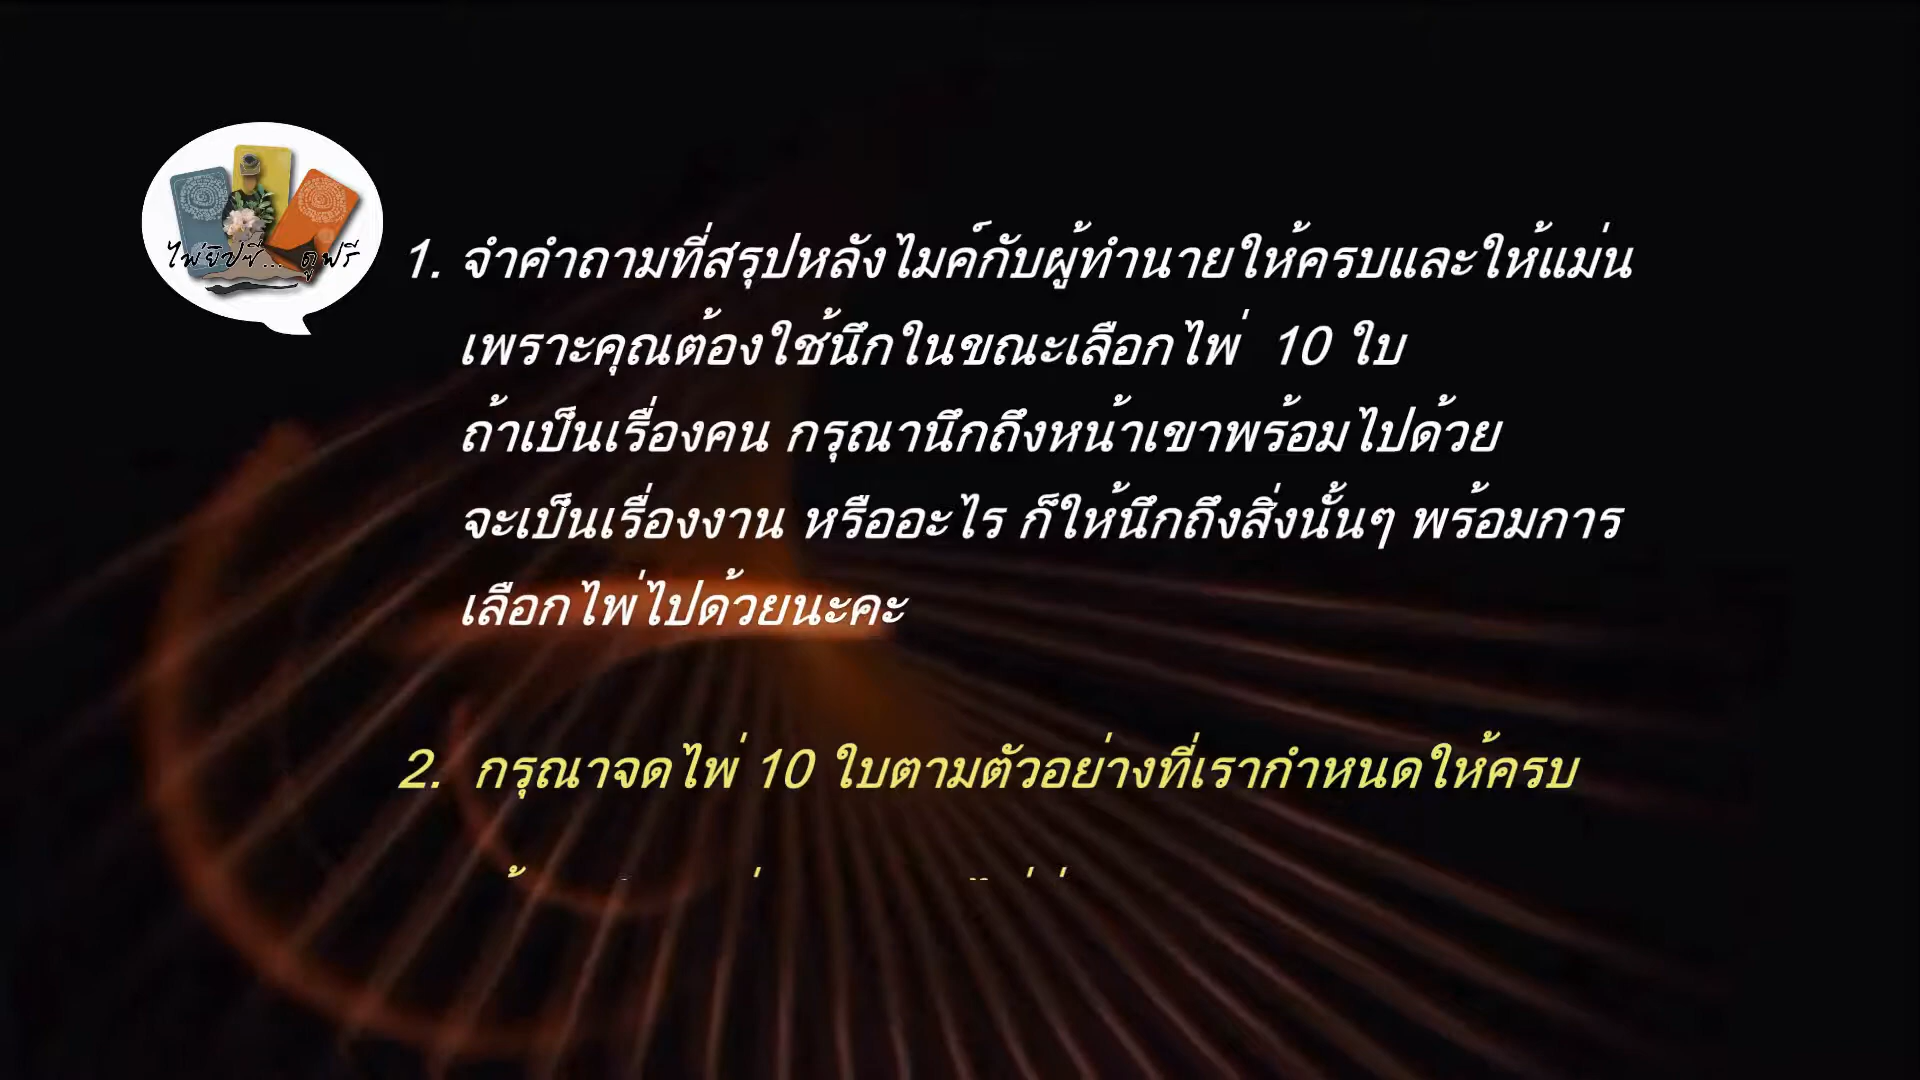 ไพ่ยิปซี... ดูฟรี
1. จำคำถามที่สรุปหลังไมค์กับผู้ทำนายให้ครบและให้แม่น
เพราะคุณต้องใช้นึกในขณะเลือกไพ่ 10 ใบ
ถ้าเป็นเรื่องคน กรุณานึกถึงหน้าเขาพร้อมไปด้วย
จะเป็นเรื่องงาน หรืออะไร ก็ให้นึกถึงสิ่งนั้นๆ พร้อมการ
เลือกไพ่ไปด้วยนะคะ
2. กรุณาจดไพ่ 10 ใบตามตัวอย่างที่เรากำหนดให้ครบ